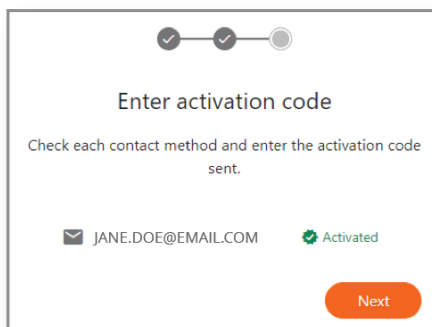 Enter activation code
Check each contact method and enter the activation code
sent.
JANE.DOE@EMAIL.COM Activated
Next